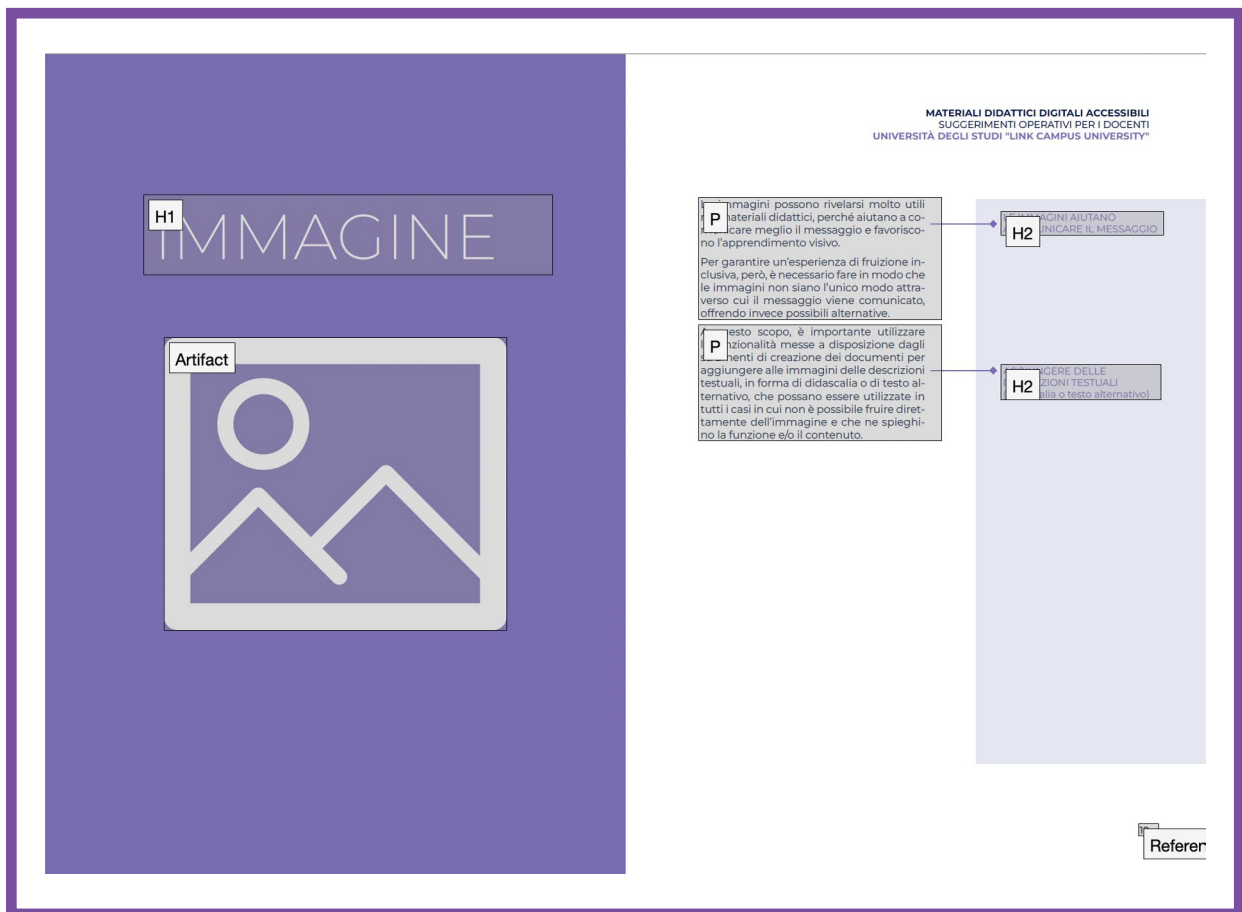 H1
IMMAGINE
Artifact
MATERIALI DIDATTICI DIGITALI ACCESSIBILI
SUGGERIMENTI OPERATIVI PER I DOCENTI
UNIVERSITÀ DEGLI STUDI "LINK CAMPUS UNIVERSITY"
P
immagini possono rivelarsi molto utili
materiali didattici, perché aiutano a co-
care meglio il messaggio e favorisco-
no l'apprendimento visivo.
Per garantire un'esperienza di fruizione in-
clusiva, però, è necessario fare in modo che
le immagini non siano l'unico modo attra-
verso cui il messaggio viene comunicato,
offrendo invece possibili alternative.
P
esto scopo, è importante utilizzare
nzionalità messe a disposizione dagli
menti di creazione dei documenti per
aggiungere alle immagini delle descrizioni
testuali, in forma di didascalia o di testo al-
ternativo, che possano essere utilizzate in
tutti i casi in cui non è possibile fruire diret-
tamente dell'immagine e che ne spieghi-
no la funzione e/o il contenuto.
H2
AIUTANO
UNICARE IL MESSAGGIO
H2
DELLE
ZIONI TESTUALI
alia o testo alternativo)
Referen